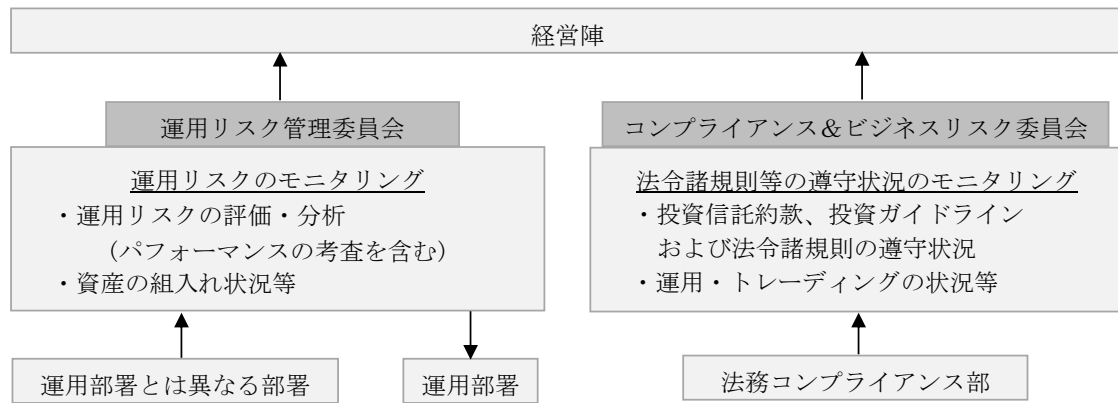 経営陣
運用リスク管理委員会
運用リスクのモニタリング
・運用リスクの評価・分析
(パフォーマンスの考査を含む)
・資産の組入れ状況等
運用部署とは異なる部署
運用部署
コンプライアンス＆ビジネスリスク委員会
法令諸規則等の遵守状況のモニタリング
・投資信託約款、投資ガイドライン
および法令諸規則の遵守状況
・運用・トレーディングの状況等
法務コンプライアンス部